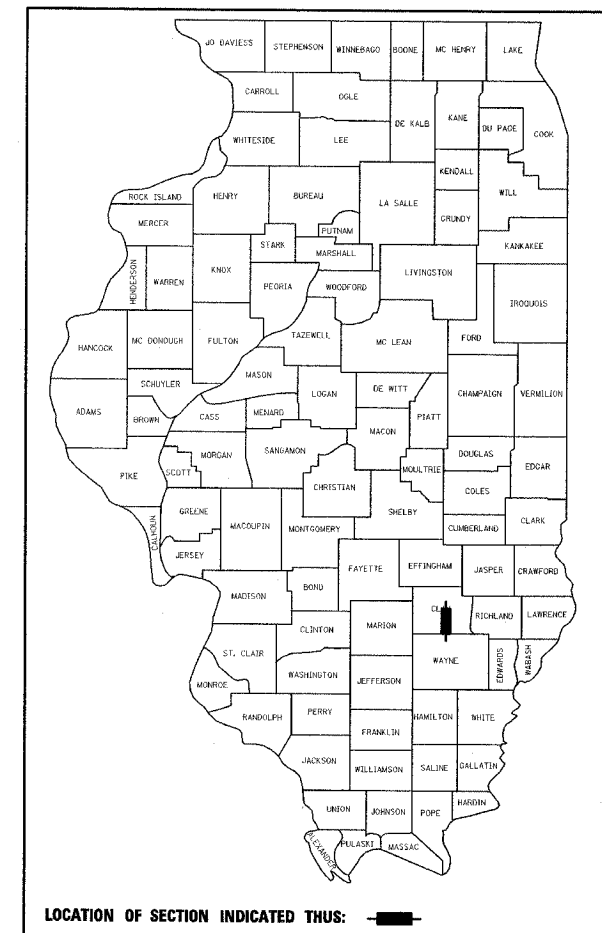 JO DAVIESS STEPHENSON WINNEBAGO BOONE MC HENRY LAKE
CARROLL OGLE
DE KALB KANE DU PAGE COOK
WHITESIDE LEE
KENDALL WILL
ROCK ISLAND HENRY BUREAU LA SALLE
MERCER PUTNAM GRUNDY
STARK MARSHALL KANKAKEE
HENDERSON WARREN KNOX PEORIA WOODFORD LIVINGSTON
IROQUOIS
HANCOCK MC DONOUGH FULTON TAZEWELL MC LEAN FORD
SCHUYLER MASON
ADAMS BROWN CASS MENARD LOGAN DE WITT CHAMPAIGN VERMILION
PIATT
MACON
MORGAN SANGAMON DOUGLAS EDGAR
PIKE SCOTT CHRISTIAN MOULTRIE
COLES
GREENE MACOUPIN MONTGOMERY SHELBY CLARK
CALHOUN CUMBERLAND
JERSEY
FAYETTE EFFINGHAM JASPER CRAWFORD
MADISON BOND
CL
CLINTON MARION RICHLAND LAWRENCE
ST. CLAIR WAYNE
WASHINGTON EDWARDS WABASH
MONROE JEFFERSON
RANDOLPH PERRY HAMILTON WHITE
FRANKLIN
JACKSON WILLIAMSON SALINE GALLATIN
UNION JOHNSON POPE HARDIN
ALEXANDER PULASKI MASSAC
LOCATION OF SECTION INDICATED THUS: